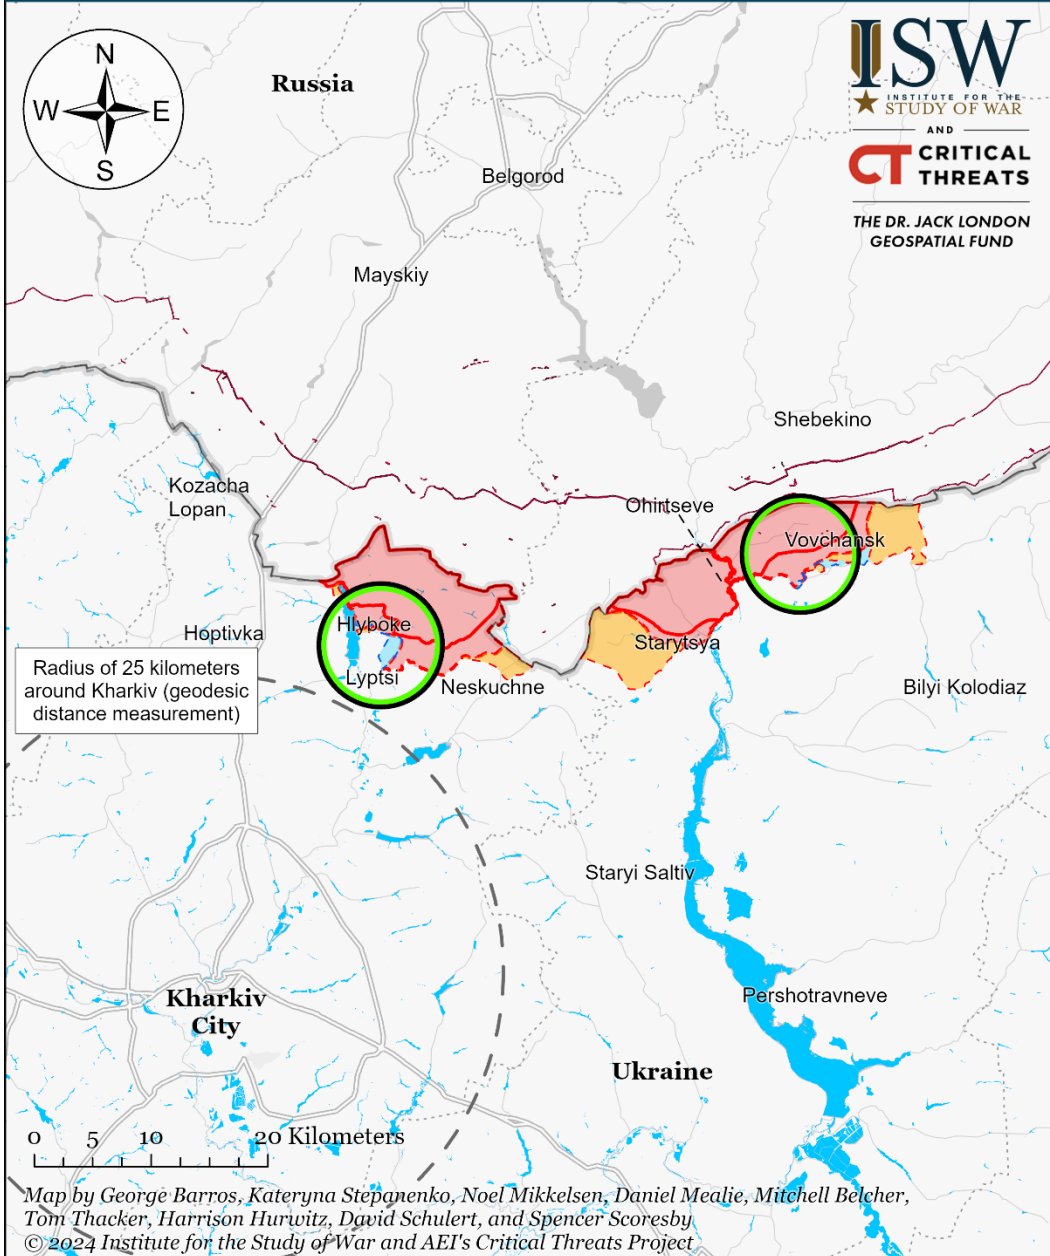 N
W E
S
Russia
ISW
INSTITUTE FOR THE
STUDY OF WAR
AND
CT CRITICAL
THREATS
THE DR. JACK LONDON
GEOSPATIAL FUND
Belgorod
Mayskiy
Shebekino
Kozacha
Lopan
Ohirtseve
Vovchansk
Hlyboke
Hoptivka
Starytsya
Radius of 25 kilometers
around Kharkiv (geodesic
distance measurement)
Lyptsi
Neskuchne
Bilyi Kolodiaz
Staryi Saltiv
Pershotravneve
Kharkiv
City
Ukraine
0 5 10 20 Kilometers
Map by George Barros, Kateryna Stepanenko, Noel Mikkelsen, Daniel Mealie, Mitchell Belcher,
Tom Thacker, Harrison Hurwitz, David Schulert, and Spencer Scoresby
© 2024 Institute for the Study of War and AEI's Critical Threats Project